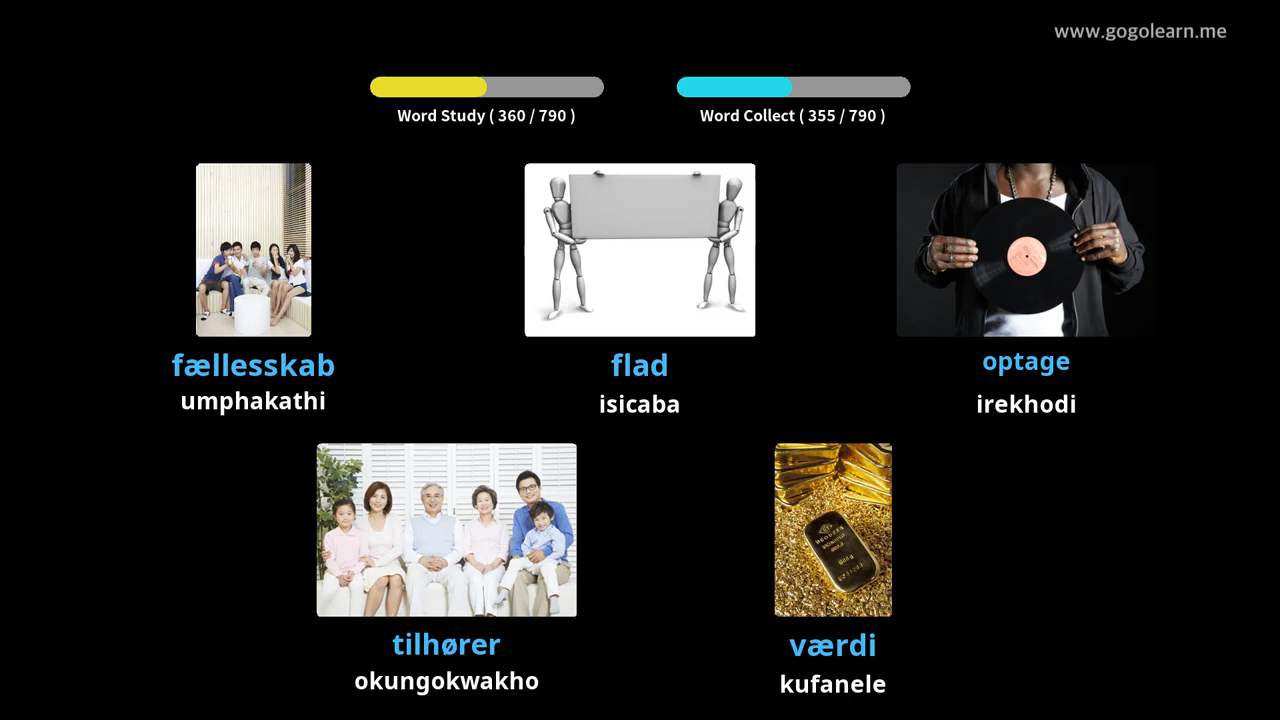 www.gogolearn.me
Word Study ( 360 / 790 )
Word Collect ( 355 / 790 )
fællesskab
umphakathi
flad
isicaba
optage
irekhodi
tilhører
okungokwakho
værdi
kufanele